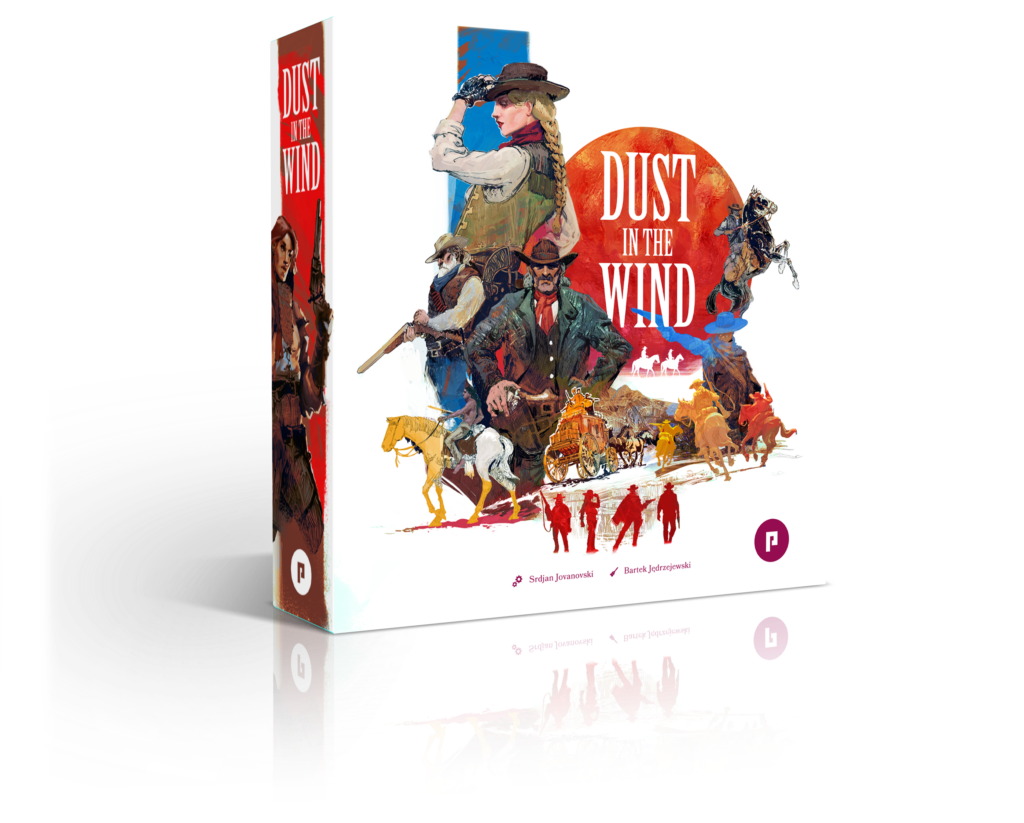 DUST
IN THE
WIND
DUST
IN THE
WIND
Srdjan Jovanovski
Bartek Jędrzejewski